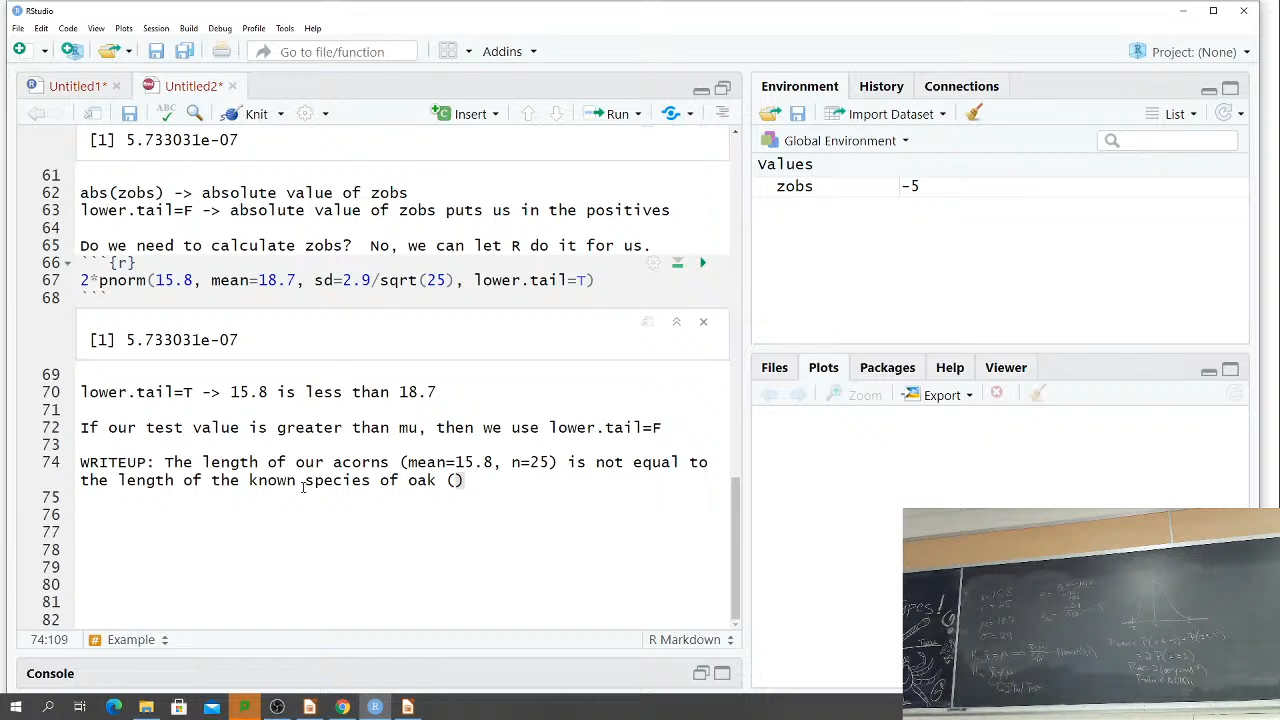 RStudio
File Edit Code View Plots Session Build Debug Profile Tools Help
Go to file/function
Addins
Project: (None)
Untitled1*
Untitled2*
Knit
Insert
Run
[1] 5.733031e-07
61
62 abs(zobs) -> absolute value of zobs
63 lower.tail=F -> absolute value of zobs puts us in the positives
64
65 Do we need to calculate zobs? No, we can let R do it for us.
66 ```{r}
67 2*pnorm(15.8, mean=18.7, sd=2.9/sqrt(25), lower.tail=T)
68 ```
[1] 5.733031e-07
69
70 lower.tail=T -> 15.8 is less than 18.7
71
72 If our test value is greater than mu, then we use lower.tail=F
73
74 WRITEUP: The length of our acorns (mean=15.8, n=25) is not equal to
the length of the known species of oak ()
75
76
77
78
79
80
81
82
74:109
Example
R Markdown
Console
Environment History Connections
Import Dataset
List
Global Environment
Values
zobs -5
Files Plots Packages Help Viewer
Zoom
Export